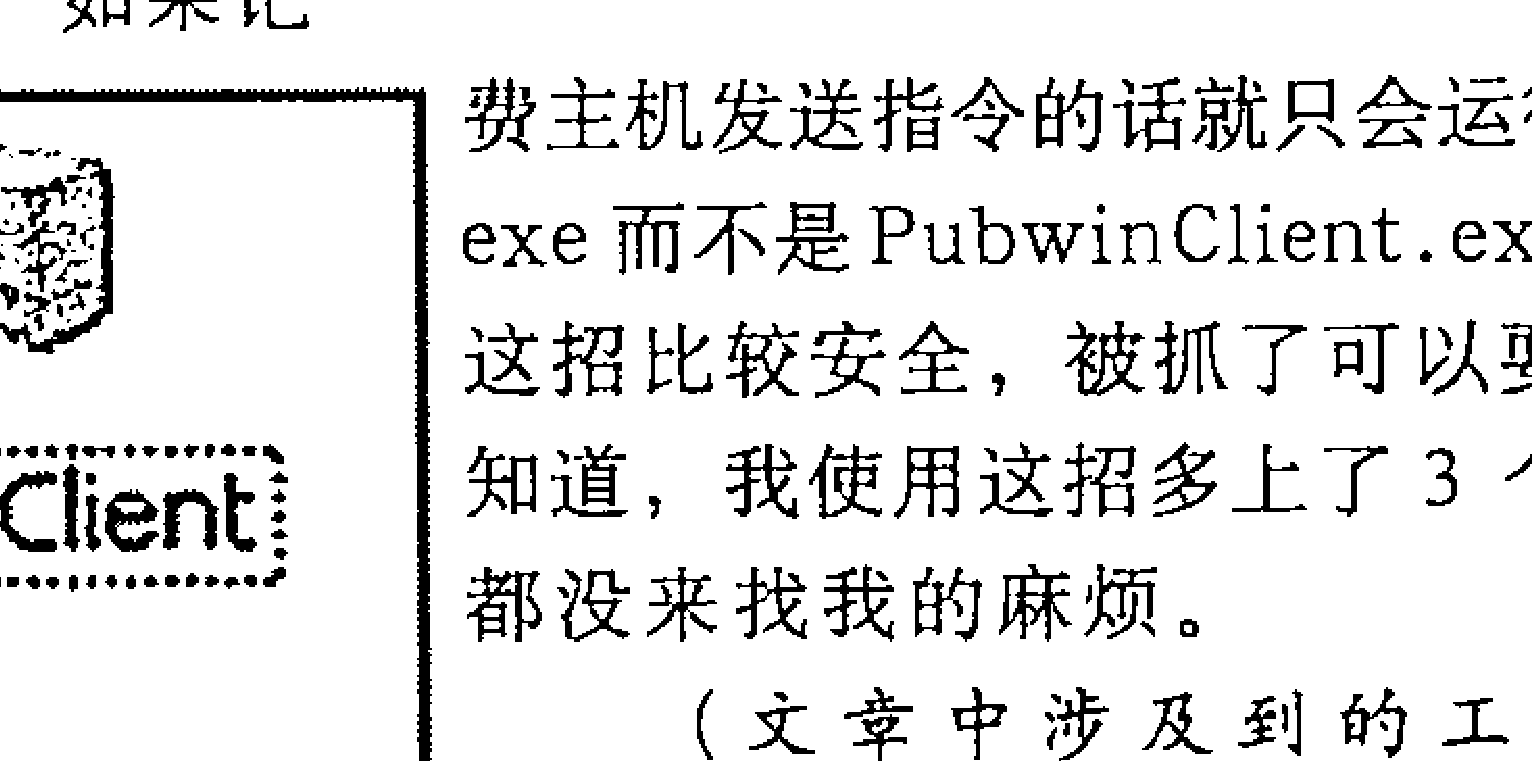 如果记
费主机发送指令的话就只会运
exe 而不是 PubwinClient.ex
这招比较安全，被抓了可以
知道，我使用这招多上了 3
都没来找我的麻烦。
（文章中涉及到的工
Client